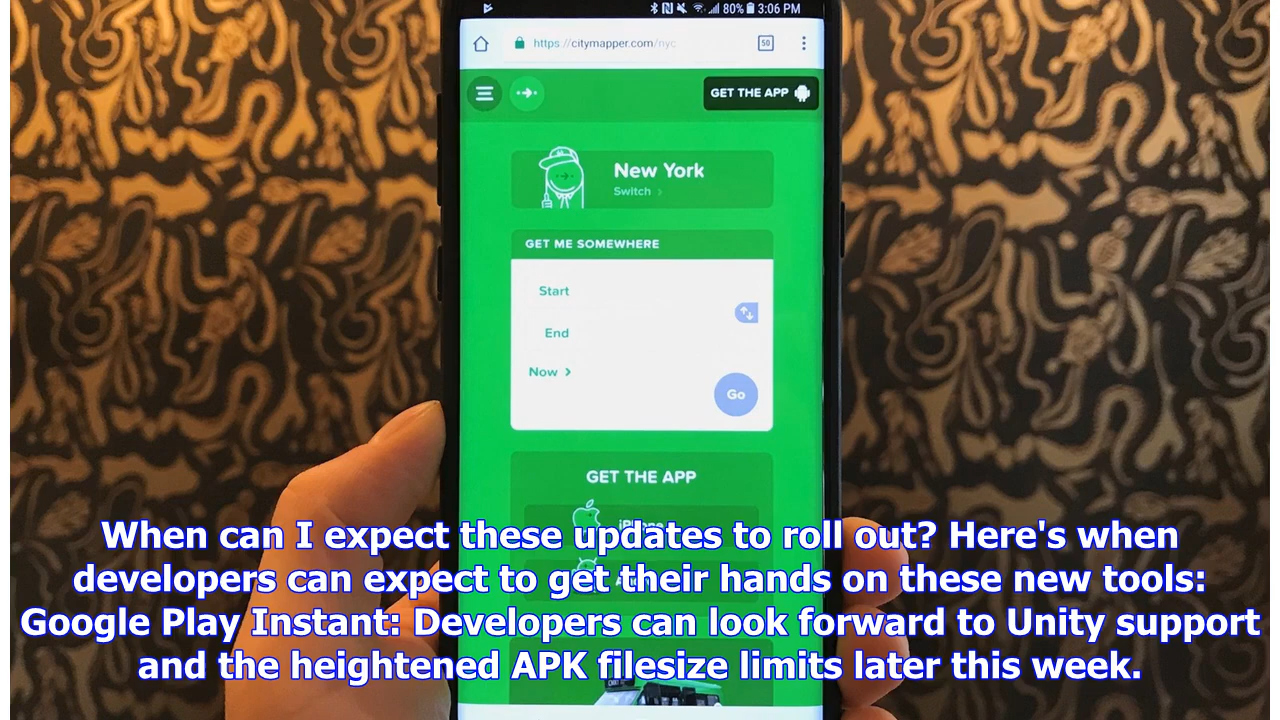 80% 3:06 PM
https://citymapper.com/nyc
50
GET THE APP
New York
Switch
GET ME SOMEWHERE
Start
End
Now
Go
GET THE APP
iPhone
When can I expect these updates to roll out? Here's when
developers can expect to get their hands on these new tools:
Google Play Instant: Developers can look forward to Unity support
and the heightened APK filesize limits later this week.